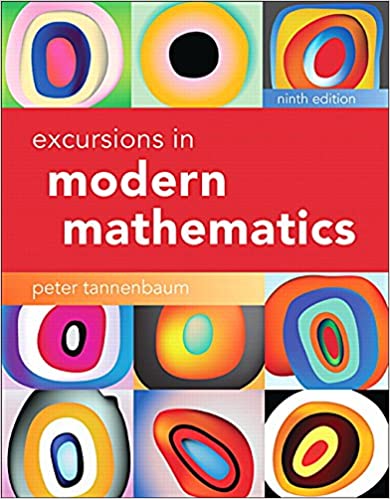 ninth edition
excursions in
modern
mathematics
peter tannenbaum